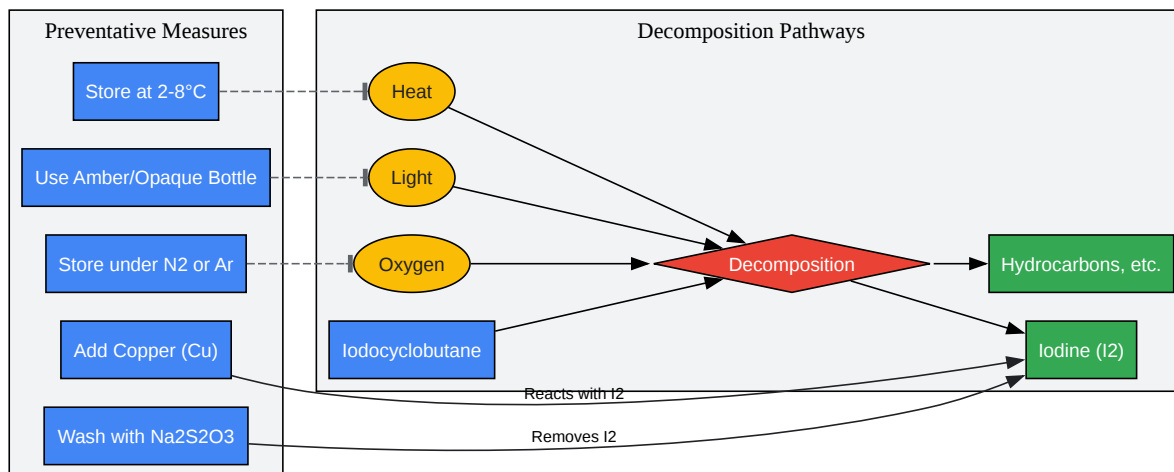 Preventative Measures
Decomposition Pathways
Store at 2-8°C
Heat
Use Amber/Opaque Bottle
Light
Store under N2 or Ar
Oxygen
Decomposition
Hydrocarbons, etc.
Add Copper (Cu)
Iodocyclobutane
Iodine (I2)
Reacts with I2
Wash with Na2S2O3
Removes I2